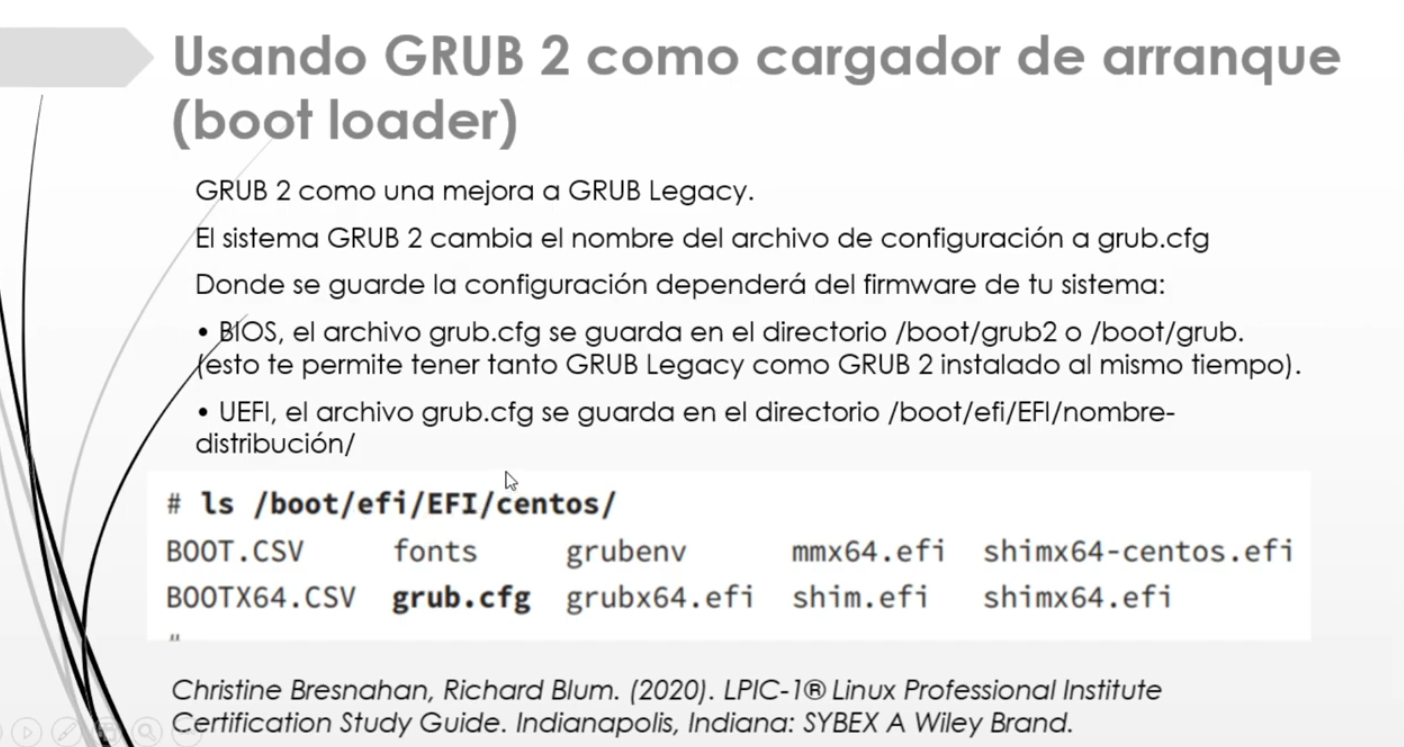 Usando GRUB 2 como cargador de arranque
(boot loader)
GRUB 2 como una mejora a GRUB Legacy.
El sistema GRUB 2 cambia el nombre del archivo de configuración a grub.cfg
Donde se guarde la configuración dependerá del firmware de tu sistema:
• BIOS, el archivo grub.cfg se guarda en el directorio /boot/grub2 o /boot/grub.
(esto te permite tener tanto GRUB Legacy como GRUB 2 instalado al mismo tiempo).
• UEFI, el archivo grub.cfg se guarda en el directorio /boot/efi/EFI/nombre-
distribución/
# ls /boot/efi/EFI/centos/
BOOT.CSV fonts grubenv mmx64.efi shimx64-centos.efi
BOOTX64.CSV grub.cfg grubx64.efi shim.efi shimx64.efi
#
Christine Bresnahan, Richard Blum. (2020). LPIC-1® Linux Professional Institute
Certification Study Guide. Indianapolis, Indiana: SYBEX A Wiley Brand.